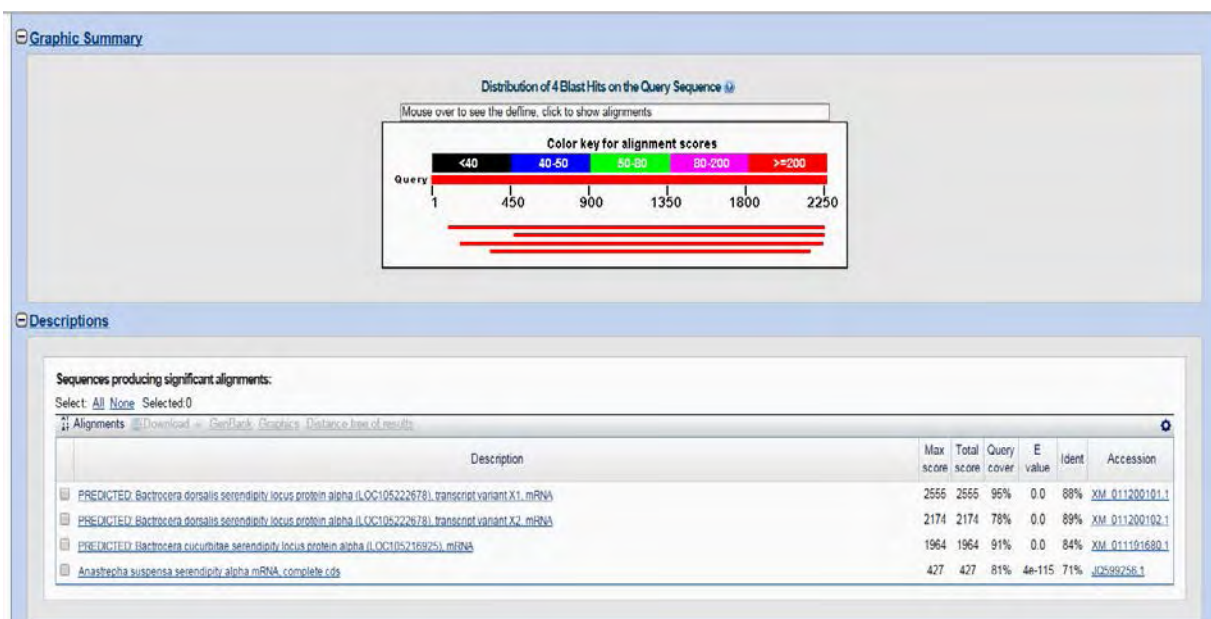 Graphic Summary
Distribution of 4 Blast Hits on the Query Sequence
Mouse over to see the define, click to show alignments
Color key for alignment scores
<40 40-50 50-80 80-200 >=200
Query
1 450 900 1350 1800 2250
Descriptions
Sequences producing significant alignments:
Select: All None Selected:0
Alignments Download GenBank Graphics Distance tree of results
Description Max score Total score Query cover E value Ident Accession
PREDICTED: Bactrocera dorsalis serendipity locus protein alpha (LOC105222678), transcript variant X1, mRNA 2555 2555 95% 0.0 88% XM_011200101.1
PREDICTED: Bactrocera dorsalis serendipity locus protein alpha (LOC105222678), transcript variant X2, mRNA 2174 2174 78% 0.0 89% XM_011200102.1
PREDICTED: Bactrocera cucurbitae serendipity locus protein alpha (LOC105216925), mRNA 1964 1964 91% 0.0 84% XM_011191680.1
Anastrepha suspensa serendipity alpha mRNA, complete cds 427 427 81% 4e-115 71% JQ599256.1